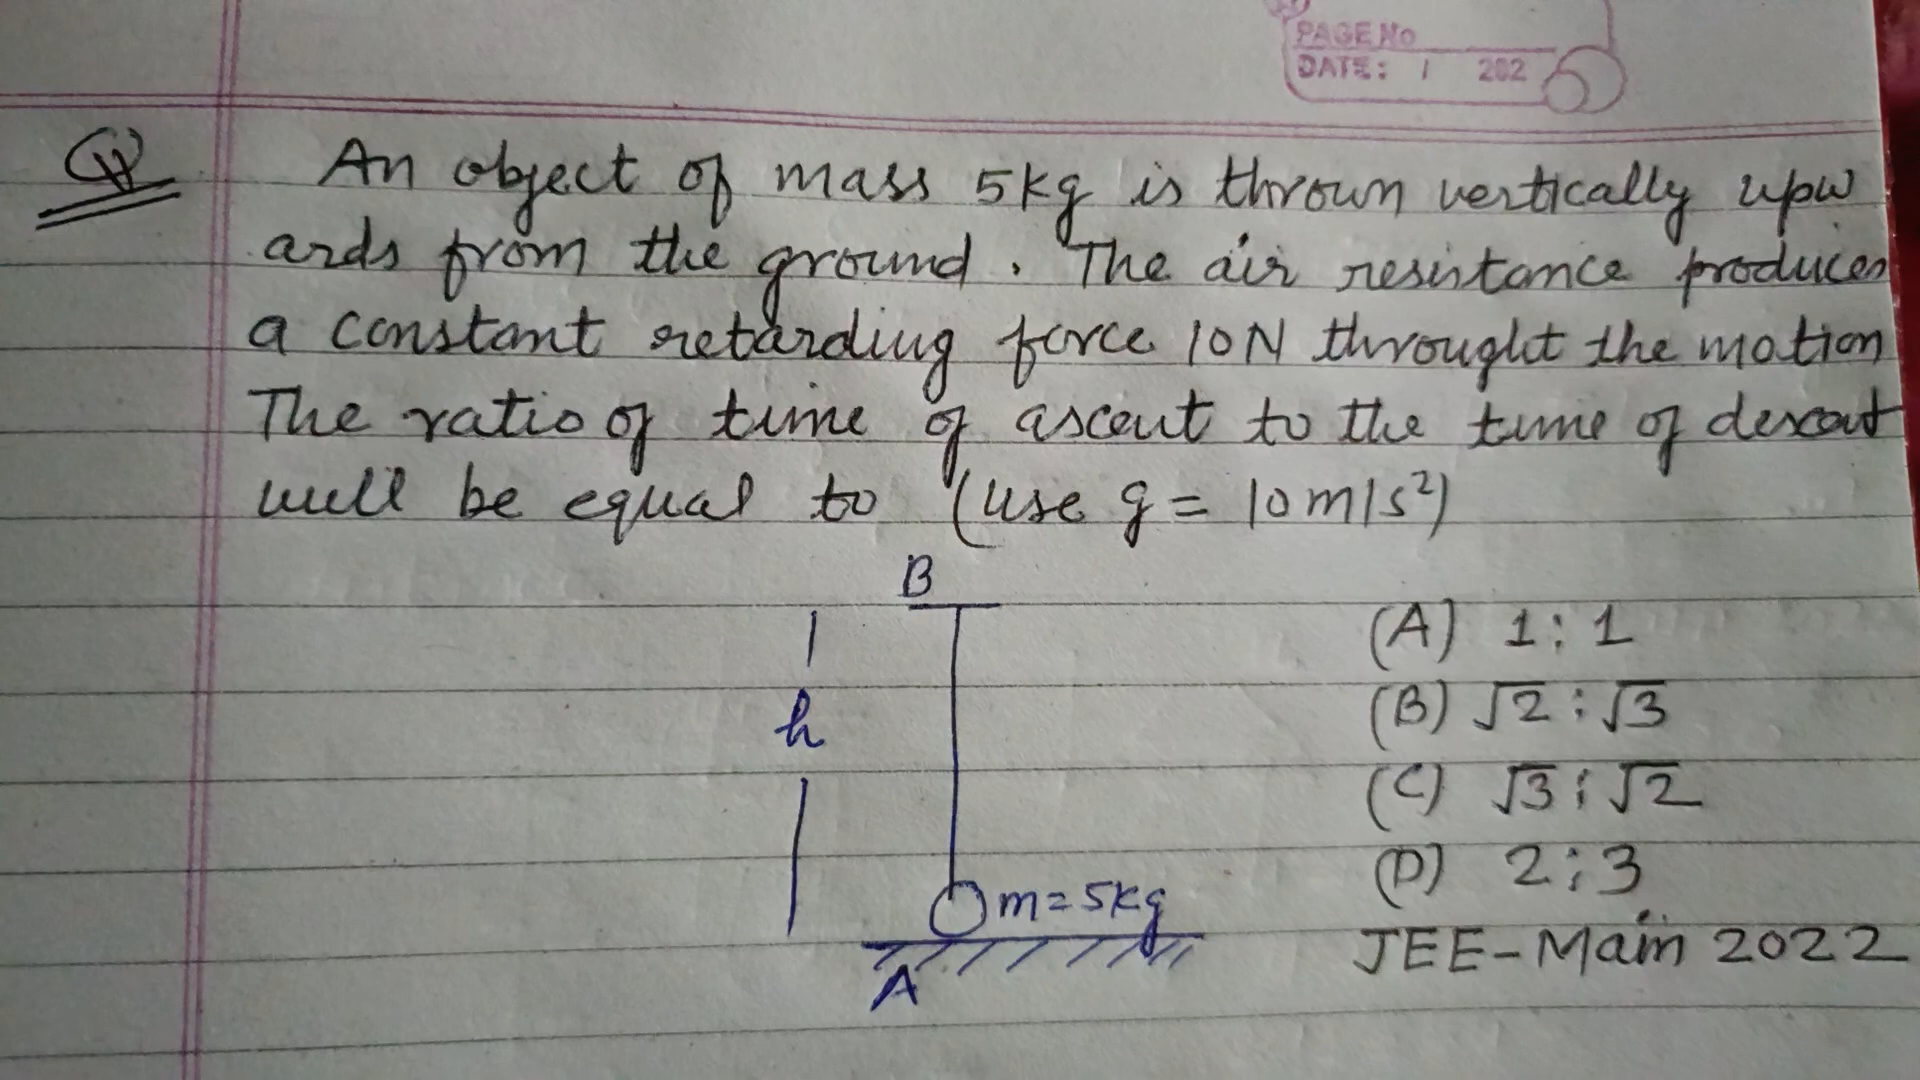 PAGE No
DATE: / 202
Q An object of mass 5kg is thrown vertically upw
ards from the ground. The air resistance produces
a constant retarding force 10N throught the motion
The ratio of time of ascent to the time of descent
will be equal to (use g = 10m/s²)
B
h
m=5kg
A
(A) 1:1
(B) √2:√3
(C) √3:√2
(D) 2:3
JEE-Main 2022